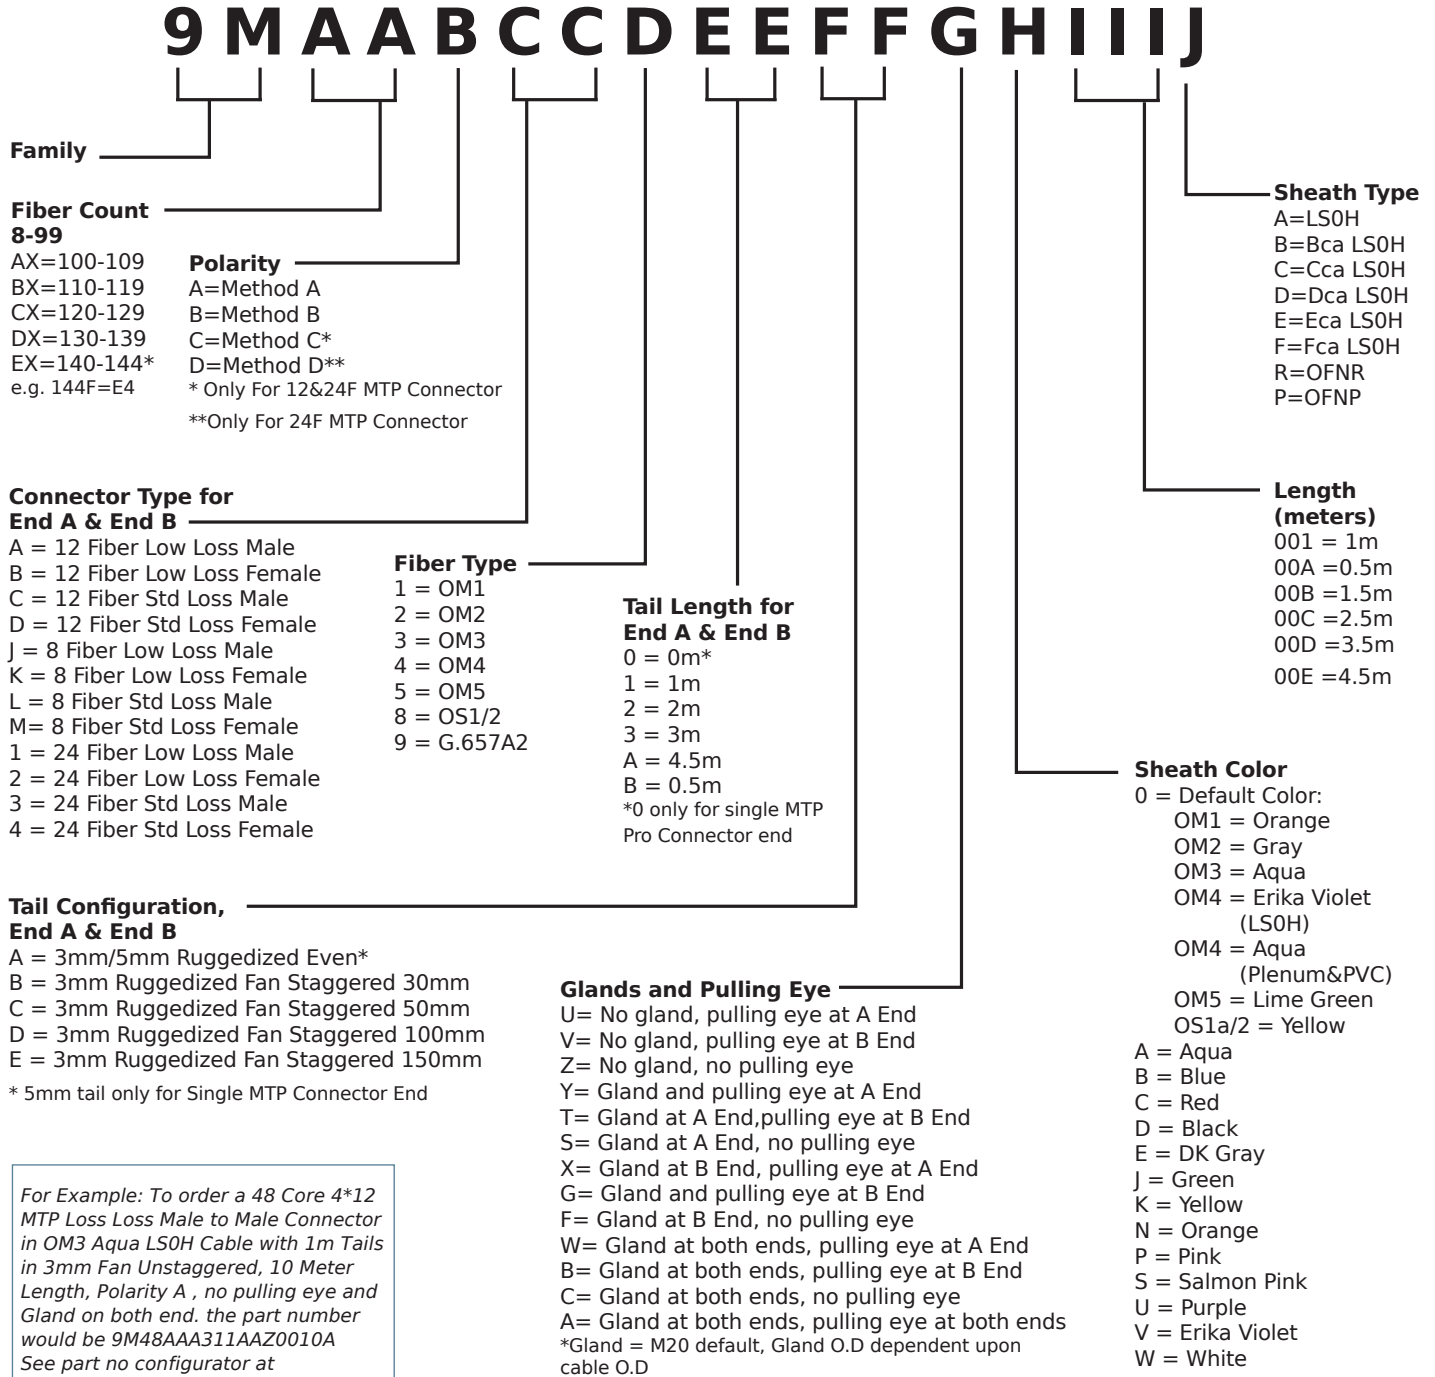 9 M A A B C C D E E F F G H I I I J
Family
Fiber Count
8-99
AX=100-109
BX=110-119
CX=120-129
DX=130-139
EX=140-144*
e.g. 144F=E4
Polarity
A=Method A
B=Method B
C=Method C*
D=Method D**
* Only For 12&24F MTP Connector
**Only For 24F MTP Connector
Sheath Type
A=LS0H
B=Bca LS0H
C=Cca LS0H
D=Dca LS0H
E=Eca LS0H
F=Fca LS0H
R=OFNR
P=OFNP
Connector Type for
End A & End B
A = 12 Fiber Low Loss Male
B = 12 Fiber Low Loss Female
C = 12 Fiber Std Loss Male
D = 12 Fiber Std Loss Female
J = 8 Fiber Low Loss Male
K = 8 Fiber Low Loss Female
L = 8 Fiber Std Loss Male
M= 8 Fiber Std Loss Female
1 = 24 Fiber Low Loss Male
2 = 24 Fiber Low Loss Female
3 = 24 Fiber Std Loss Male
4 = 24 Fiber Std Loss Female
Fiber Type
1 = OM1
2 = OM2
3 = OM3
4 = OM4
5 = OM5
8 = OS1/2
9 = G.657A2
Tail Length for
End A & End B
0 = 0m*
1 = 1m
2 = 2m
3 = 3m
A = 4.5m
B = 0.5m
*0 only for single MTP
Pro Connector end
Length
(meters)
001 = 1m
00A =0.5m
00B =1.5m
00C =2.5m
00D =3.5m
00E =4.5m
Tail Configuration,
End A & End B
A = 3mm/5mm Ruggedized Even*
B = 3mm Ruggedized Fan Staggered 30mm
C = 3mm Ruggedized Fan Staggered 50mm
D = 3mm Ruggedized Fan Staggered 100mm
E = 3mm Ruggedized Fan Staggered 150mm
* 5mm tail only for Single MTP Connector End
Glands and Pulling Eye
U= No gland, pulling eye at A End
V= No gland, pulling eye at B End
Z= No gland, no pulling eye
Y= Gland and pulling eye at A End
T= Gland at A End,pulling eye at B End
S= Gland at A End, no pulling eye
X= Gland at B End, pulling eye at A End
G= Gland and pulling eye at B End
F= Gland at B End, no pulling eye
W= Gland at both ends, pulling eye at A End
B= Gland at both ends, pulling eye at B End
C= Gland at both ends, no pulling eye
A= Gland at both ends, pulling eye at both ends
*Gland = M20 default, Gland O.D dependent upon
cable O.D
Sheath Color
0 = Default Color:
OM1 = Orange
OM2 = Gray
OM3 = Aqua
OM4 = Erika Violet
(LS0H)
OM4 = Aqua
(Plenum&PVC)
OM5 = Lime Green
OS1a/2 = Yellow
A = Aqua
B = Blue
C = Red
D = Black
E = DK Gray
J = Green
K = Yellow
N = Orange
P = Pink
S = Salmon Pink
U = Purple
V = Erika Violet
W = White
For Example: To order a 48 Core 4*12
MTP Loss Loss Male to Male Connector
in OM3 Aqua LS0H Cable with 1m Tails
in 3mm Fan Unstaggered, 10 Meter
Length, Polarity A , no pulling eye and
Gland on both end. the part number
would be 9M48AAA311AAZ0010A
See part no configurator at